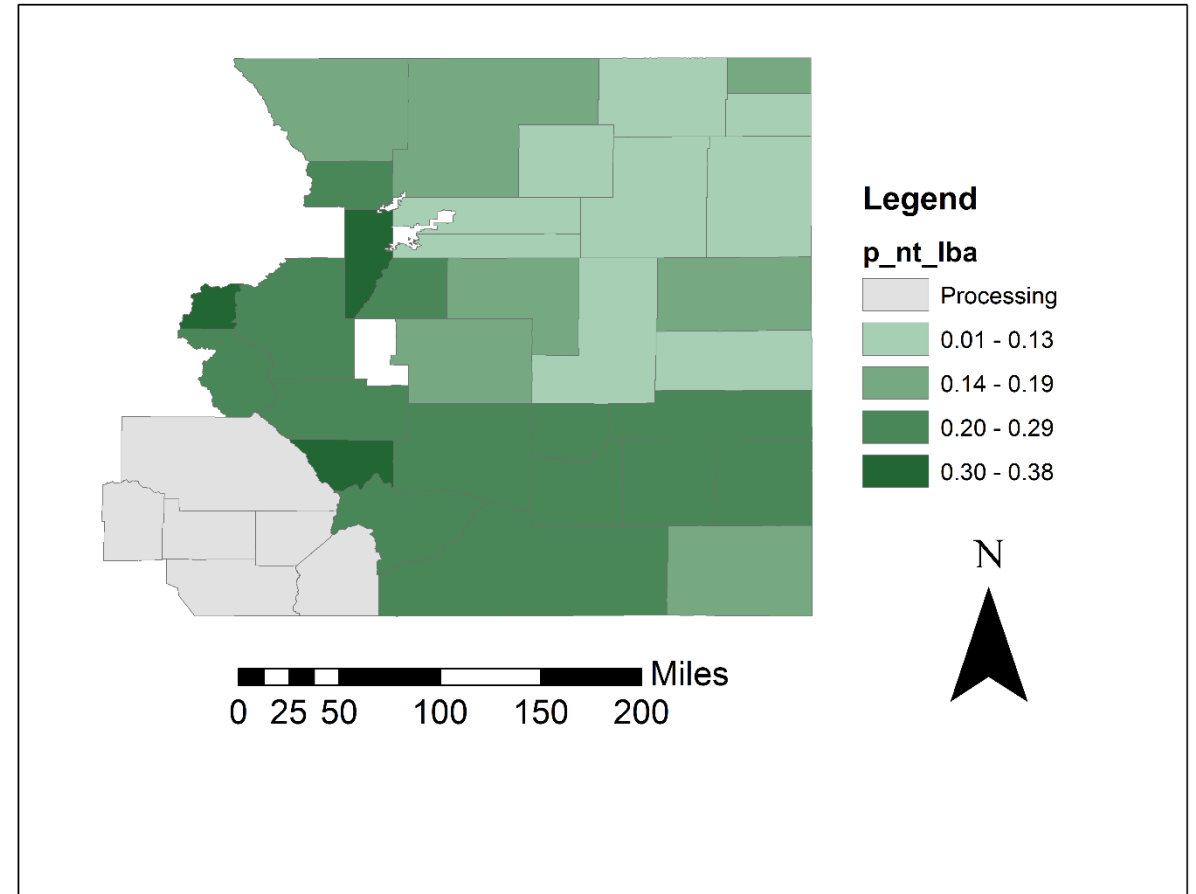 Legend
p_nt_lba
Processing
0.01 - 0.13
0.14 - 0.19
0.20 - 0.29
0.30 - 0.38
N
Miles
0 25 50 100 150 200